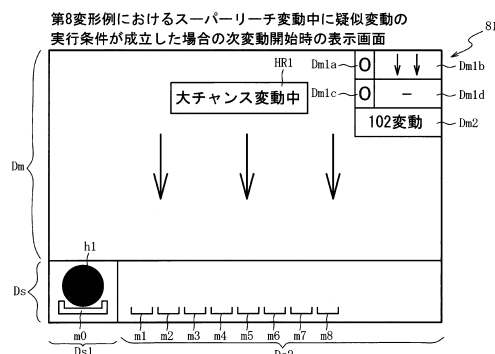 第8変形例におけるスーパーリーチ変動中に疑似変動の
実行条件が成立した場合の次変動開始時の表示画面
81
HR1
Dm1a
0
Dm1b
大チャンス変動中
Dm1c
0
－
Dm1d
102変動
Dm2
Dm
h1
Ds
m0
m1
m2
m3
m4
m5
m6
m7
m8
Ds1
Ds2